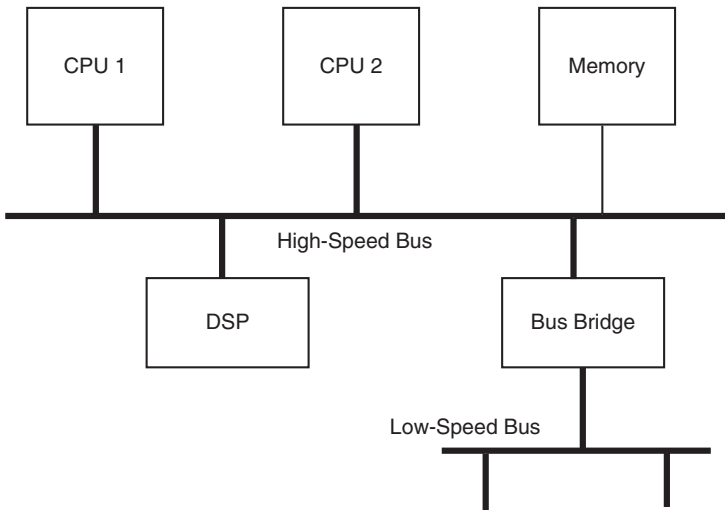 CPU 1
CPU 2
Memory
High-Speed Bus
DSP
Bus Bridge
Low-Speed Bus